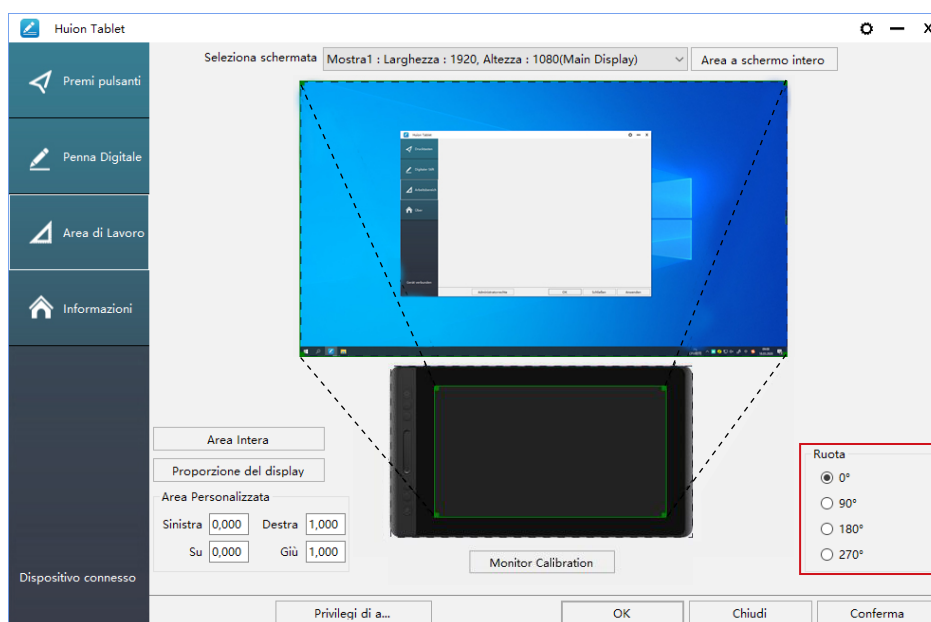 Huion Tablet
Seleziona schermata Mostra1 : Larghezza : 1920, Altezza : 1080(Main Display) Area a schermo intero
Premi pulsanti
Penna Digitale
Area di Lavoro
Informazioni
Huion Tablet
Area Intera
Proporzione del display
Area Personalizzata
Sinistra 0,000 Destra 1,000
Su 0,000 Giù 1,000
Monitor Calibration
Ruota
0°
90°
180°
270°
Dispositivo connesso
Privilegi di a... OK Chiudi Conferma